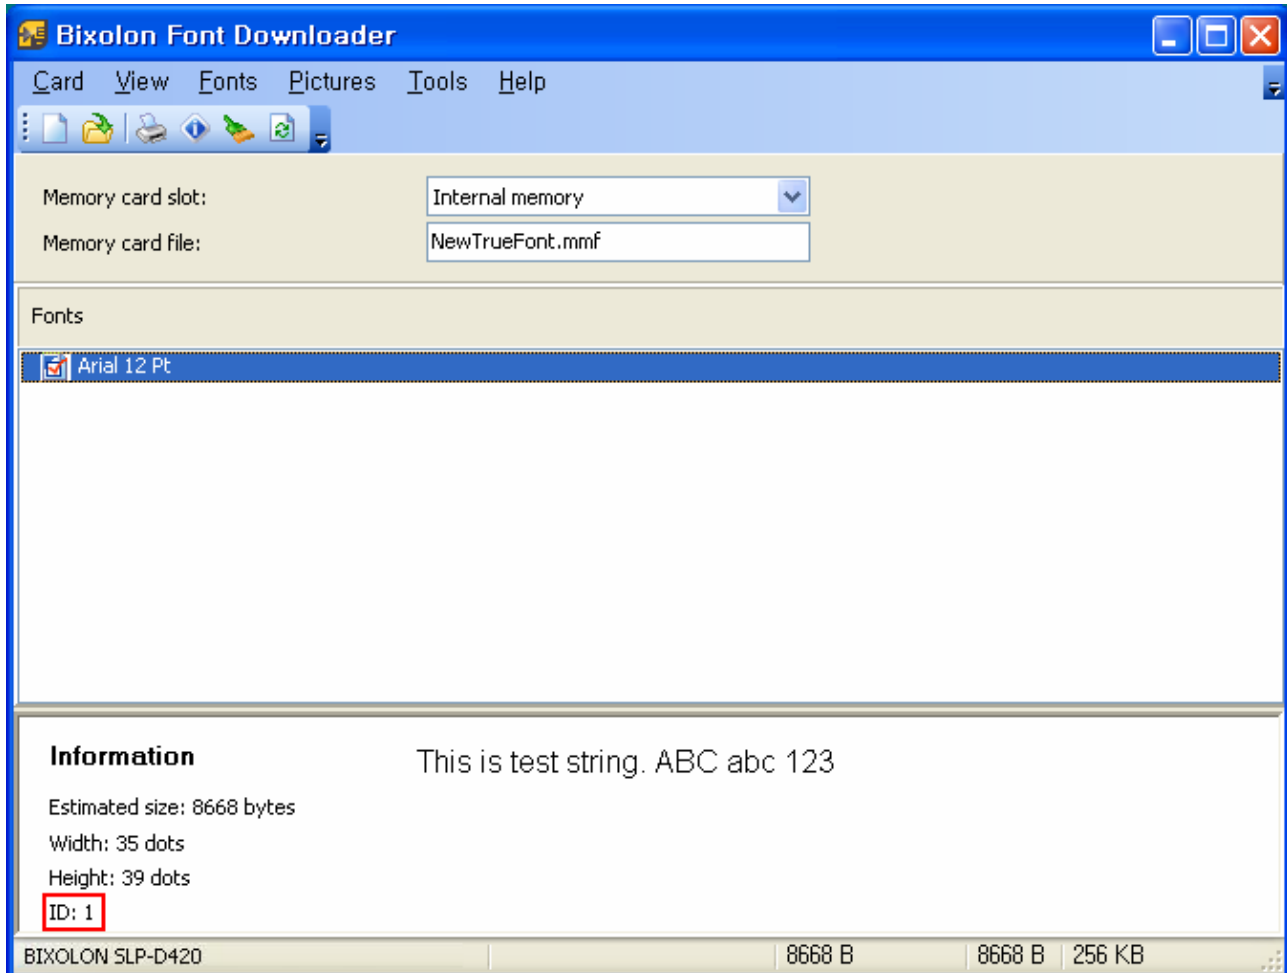 Bixolon Font Downloader
Card View Fonts Pictures Tools Help
Memory card slot: Internal memory
Memory card file: NewTrueFont.mmf
Fonts
Arial 12 Pt
Information This is test string. ABC abc 123
Estimated size: 8668 bytes
Width: 35 dots
Height: 39 dots
ID: 1
BIXOLON SLP-D420 8668 B 8668 B 256 KB